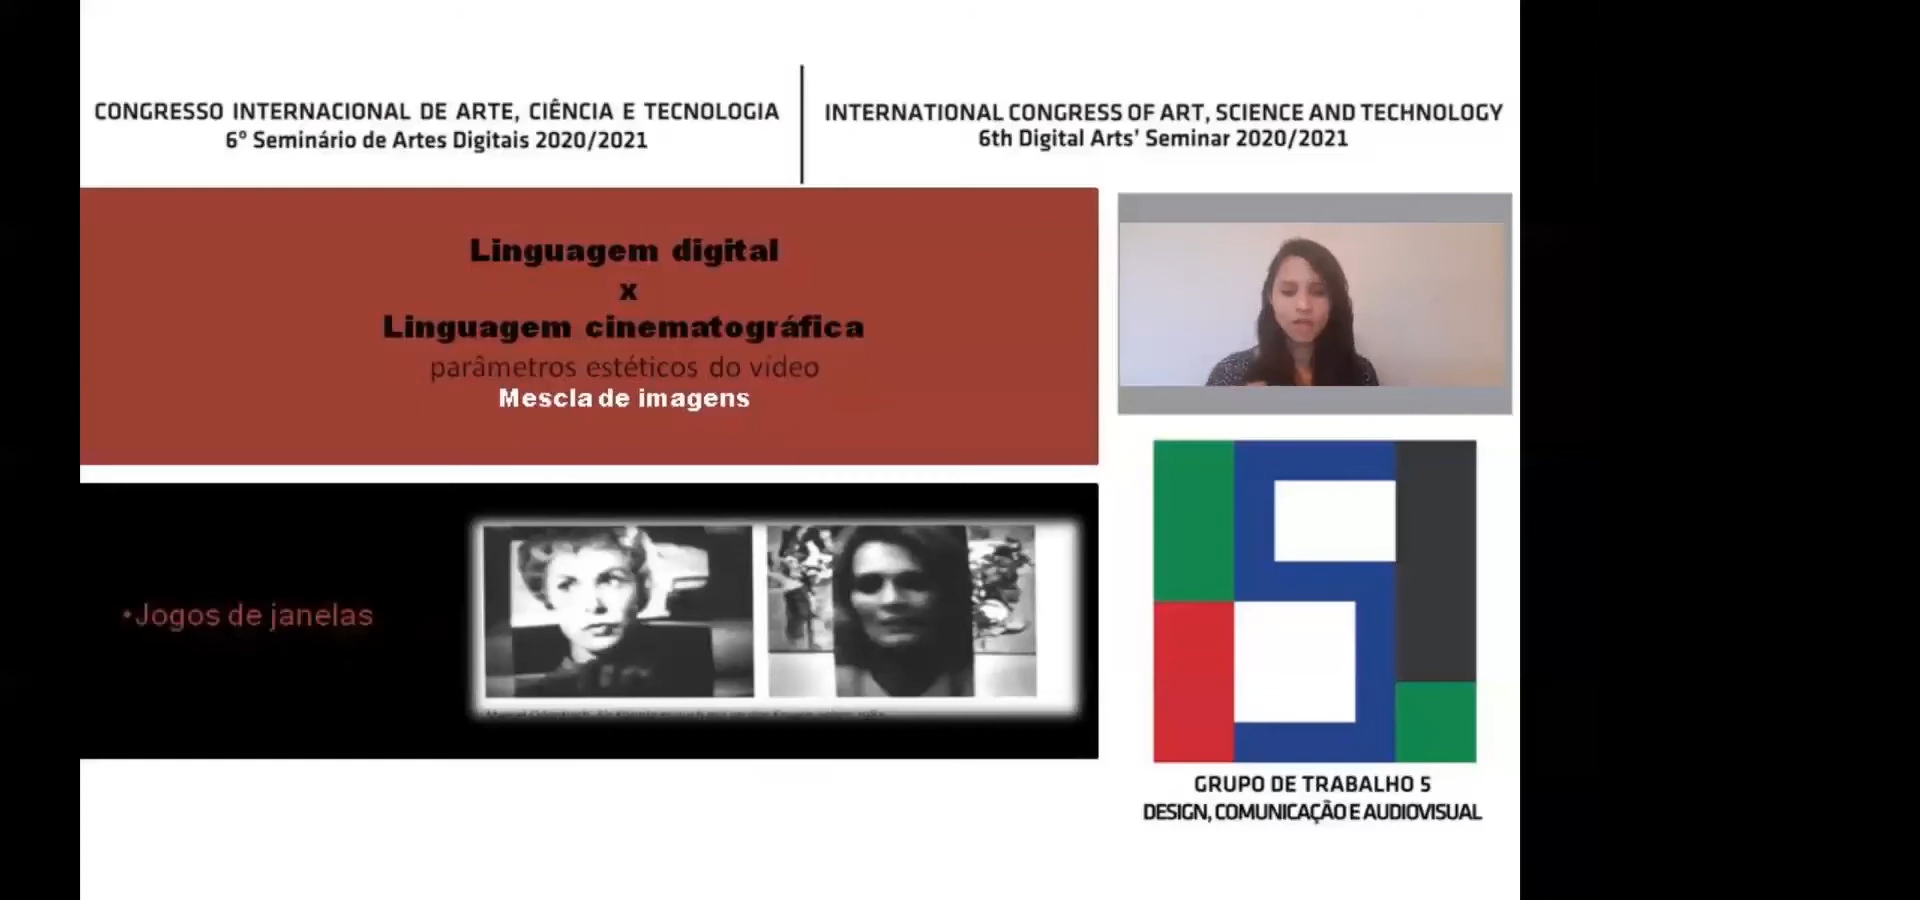 CONGRESSO INTERNACIONAL DE ARTE, CIÊNCIA E TECNOLOGIA
6º Seminário de Artes Digitais 2020/2021
INTERNATIONAL CONGRESS OF ART, SCIENCE AND TECHNOLOGY
6th Digital Arts' Seminar 2020/2021
Linguagem digital
x
Linguagem cinematográfica
parâmetros estéticos do vídeo
Mescla de imagens
•Jogos de janelas
GRUPO DE TRABALHO 5
DESIGN, COMUNICAÇÃO E AUDIOVISUAL